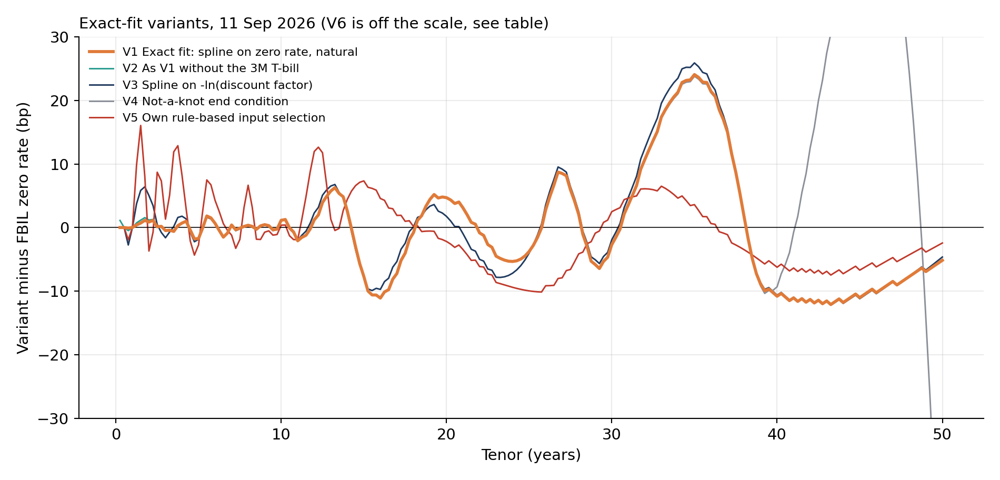 Exact-fit variants, 11 Sep 2026 (V6 is off the scale, see table)
V1 Exact fit: spline on zero rate, natural
V2 As V1 without the 3M T-bill
V3 Spline on -ln(discount factor)
V4 Not-a-knot end condition
V5 Own rule-based input selection
Variant minus FBIL zero rate (bp)
30
20
10
0
−10
−20
−30
0 10 20 30 40 50
Tenor (years)